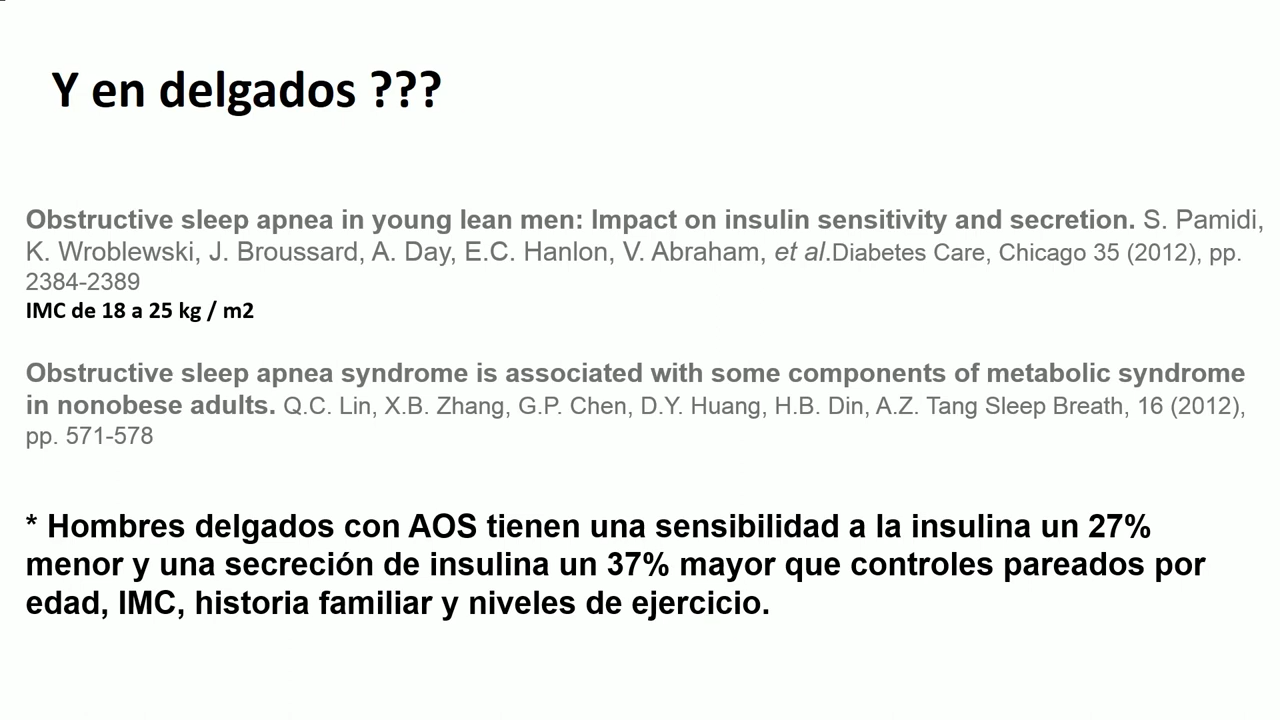 Y en delgados ???
Obstructive sleep apnea in young lean men: Impact on insulin sensitivity and secretion. S. Pamidi,
K. Wroblewski, J. Broussard, A. Day, E.C. Hanlon, V. Abraham, et al.Diabetes Care, Chicago 35 (2012), pp.
2384-2389
IMC de 18 a 25 kg / m2
Obstructive sleep apnea syndrome is associated with some components of metabolic syndrome
in nonobese adults. Q.C. Lin, X.B. Zhang, G.P. Chen, D.Y. Huang, H.B. Din, A.Z. Tang Sleep Breath, 16 (2012),
pp. 571-578
* Hombres delgados con AOS tienen una sensibilidad a la insulina un 27%
menor y una secreción de insulina un 37% mayor que controles pareados por
edad, IMC, historia familiar y niveles de ejercicio.